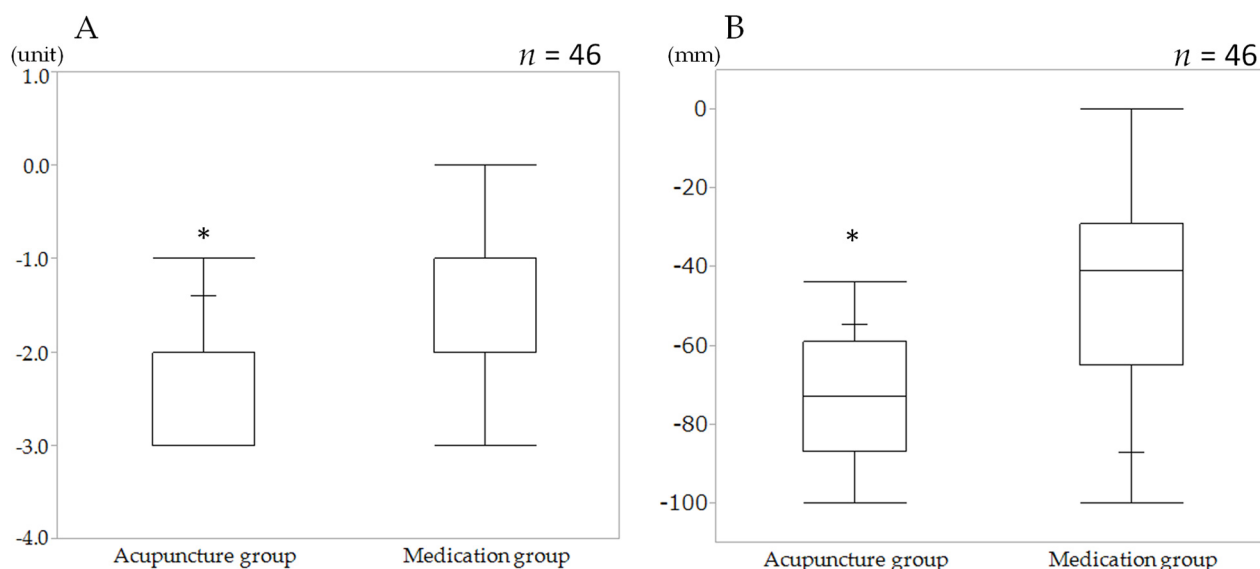 A
(unit)
n = 46
1.0
0.0
*
-1.0
-2.0
-3.0
-4.0
Acupuncture group
Medication group
B
(mm)
n = 46
0
-20
*
-40
-60
-80
-100
Acupuncture group
Medication group